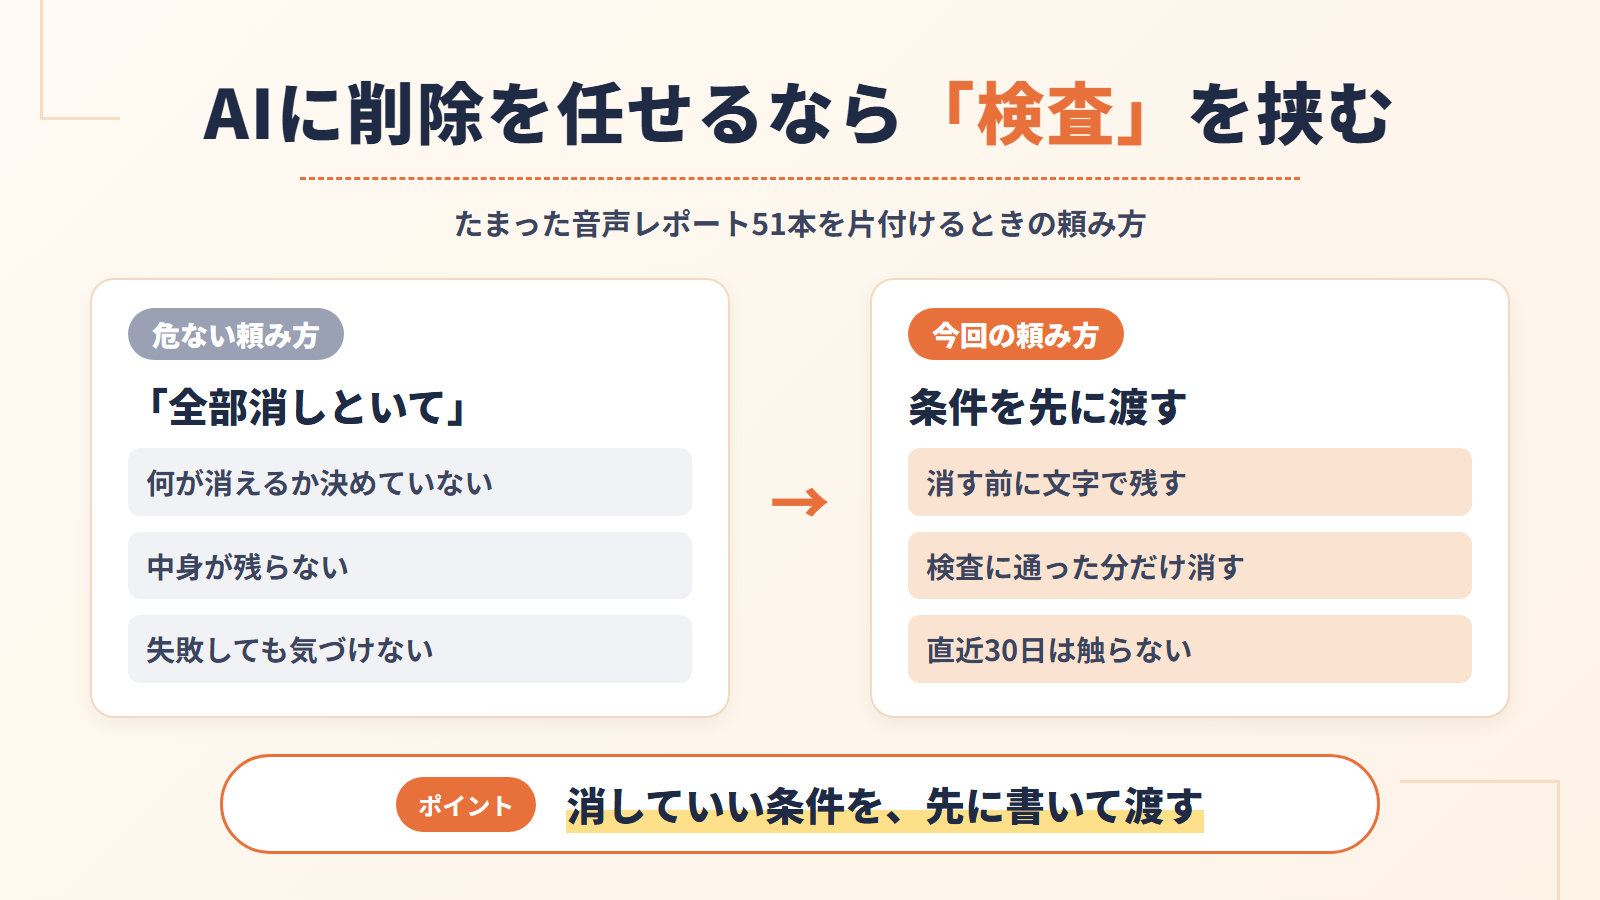 AIに削除を任せるなら「検査」を挟む
たまった音声レポート51本を片付けるときの頼み方
危ない頼み方
「全部消しといて」
何が消えるか決めていない
中身が残らない
失敗しても気づけない
→
今回の頼み方
条件を先に渡す
消す前に文字で残す
検査に通った分だけ消す
直近30日は触らない
ポイント
消していい条件を、先に書いて渡す